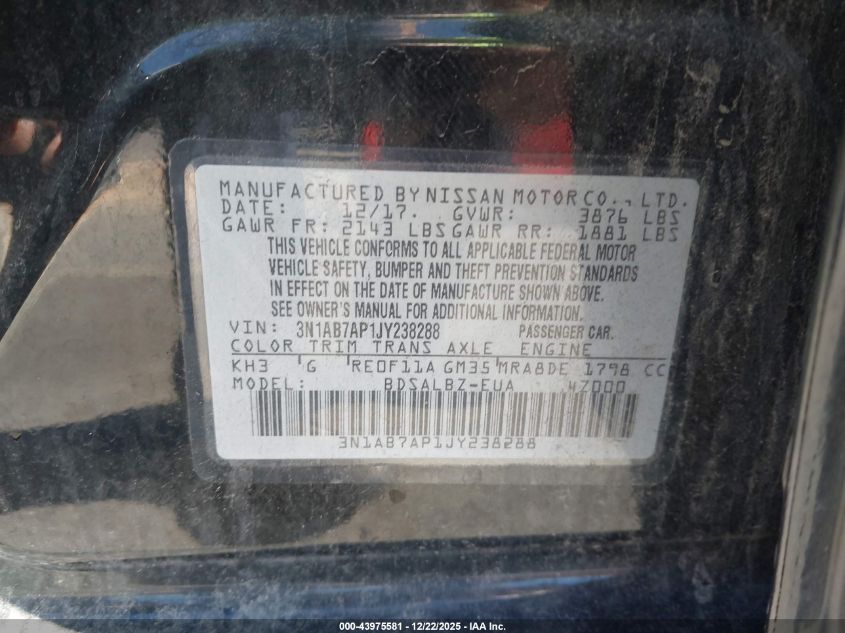 MANUFACTURED BY NISSAN MOTOR CO., LTD.
DATE: 12/17. GVWR: 3876 LBS
GAWR FR: 2143 LBS GAWR RR: 1881 LBS
THIS VEHICLE CONFORMS TO ALL APPLICABLE FEDERAL MOTOR
VEHICLE SAFETY, BUMPER AND THEFT PREVENTION STANDARDS
IN EFFECT ON THE DATE OF MANUFACTURE SHOWN ABOVE.
SEE OWNER'S MANUAL FOR ADDITIONAL INFORMATION.
VIN: 3N1AB7AP1JY238288 PASSENGER CAR.
COLOR TRIM TRANS AXLE ENGINE
KH3 G RE0F11A GM35 MRA8DE 1798 CC
MODEL: BDSALBZ-EUA 4Z000
3N1AB7AP1JY238288
000-43975581 - 12/22/2025 - IAA Inc.